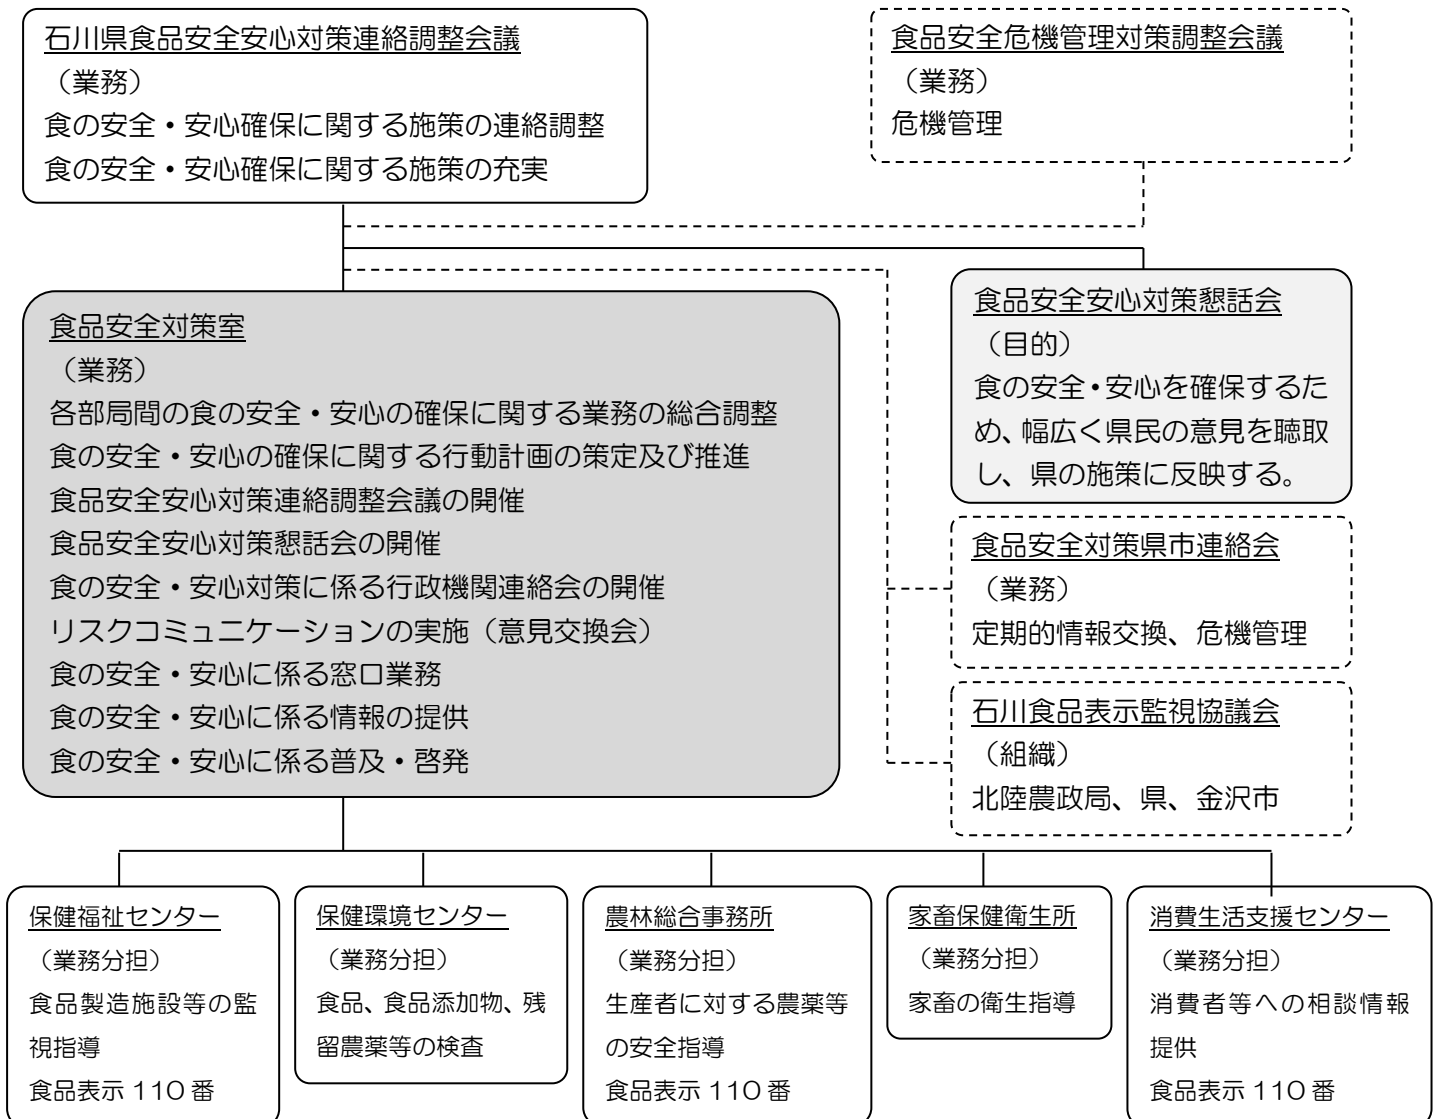 石川県食品安全安心対策連絡調整会議
（業務）
食の安全・安心確保に関する施策の連絡調整
食の安全・安心確保に関する施策の充実
食品安全危機管理対策調整会議
（業務）
危機管理
食品安全対策室
（業務）
各部局間の食の安全・安心の確保に関する業務の総合調整
食の安全・安心の確保に関する行動計画の策定及び推進
食品安全安心対策連絡調整会議の開催
食品安全安心対策懇話会の開催
食の安全・安心対策に係る行政機関連絡会の開催
リスクコミュニケーションの実施（意見交換会）
食の安全・安心に係る窓口業務
食の安全・安心に係る情報の提供
食の安全・安心に係る普及・啓発
食品安全安心対策懇話会
（目的）
食の安全・安心を確保するた
め、幅広く県民の意見を聴取
し、県の施策に反映する。
食品安全対策県市連絡会
（業務）
定期的情報交換、危機管理
石川食品表示監視協議会
（組織）
北陸農政局、県、金沢市
保健福祉センター
（業務分担）
食品製造施設等の監
視指導
食品表示 110 番
保健環境センター
（業務分担）
食品、食品添加物、残
留農薬等の検査
農林総合事務所
（業務分担）
生産者に対する農薬等
の安全指導
食品表示 110 番
家畜保健衛生所
（業務分担）
家畜の衛生指導
消費生活支援センター
（業務分担）
消費者等への相談情報
提供
食品表示 110 番